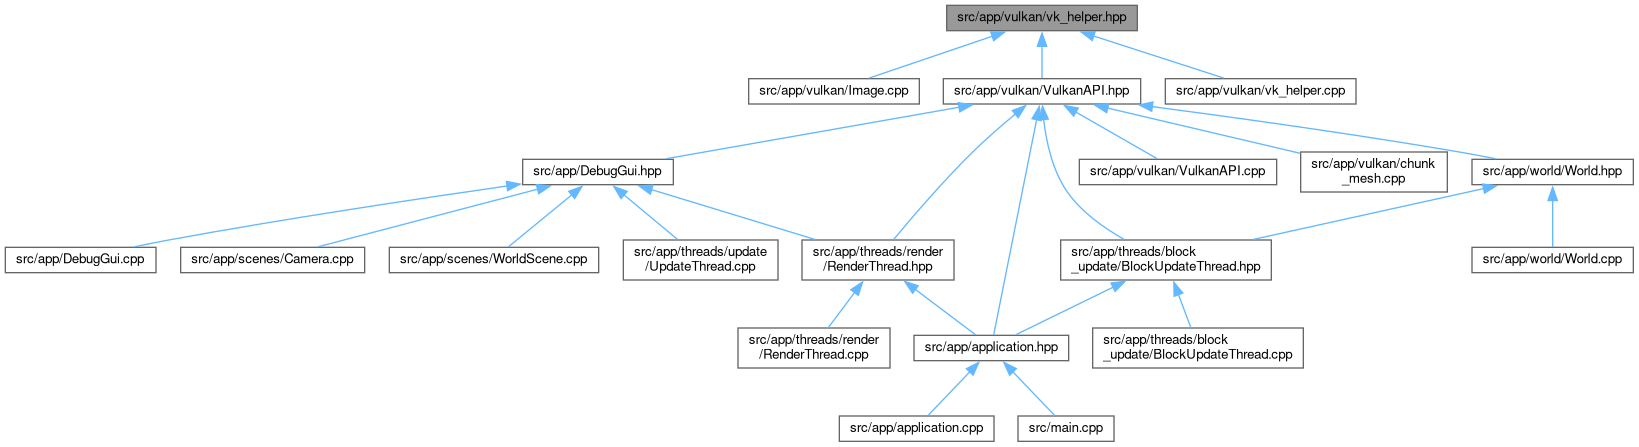 src/app/vulkan/vk_helper.hpp
src/app/vulkan/Image.cpp
src/app/vulkan/VulkanAPI.hpp
src/app/vulkan/vk_helper.cpp
src/app/DebugGui.hpp
src/app/vulkan/VulkanAPI.cpp
src/app/vulkan/chunk
_mesh.cpp
src/app/world/World.hpp
src/app/DebugGui.cpp
src/app/scenes/Camera.cpp
src/app/scenes/WorldScene.cpp
src/app/threads/update
/UpdateThread.cpp
src/app/threads/render
/RenderThread.hpp
src/app/threads/block
_update/BlockUpdateThread.hpp
src/app/world/World.cpp
src/app/threads/render
/RenderThread.cpp
src/app/application.hpp
src/app/threads/block
_update/BlockUpdateThread.cpp
src/app/application.cpp
src/main.cpp